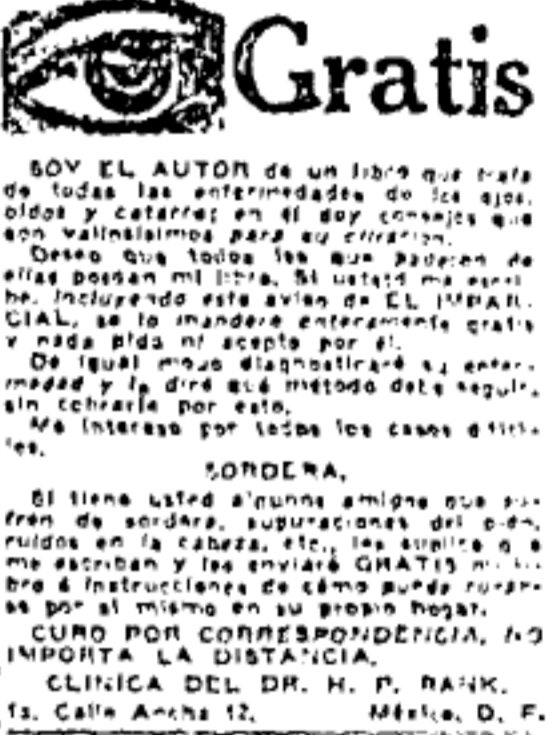 Gratis
SOY EL AUTOR de un libro que trata
de todas las enfermedades de los ojos,
oídos y catarros en él doy consejos que
son valiosísimos para su curación.
Deseo que todos los que padecen de
ellas posean mi libro. Si usted me escri-
be, incluyendo este aviso de EL IMPAR-
CIAL, se lo mandaré enteramente gratis
y nada pido ni acepto por él.
De igual modo diagnosticaré su enfer-
medad y le diré qué método debe seguir,
sin cobrarle por esto.
Me intereso por todos los casos difíci-
les.
SORDERA.
Si tiene usted algunos amigos que su-
fren de sordera, supuraciones del oído,
ruidos en la cabeza, etc., les suplico que
me escriban y les enviaré GRATIS mi li-
bro é instrucciones de cómo puede curar-
se por sí mismo en su propio hogar.
CURO POR CORRESPONDENCIA, NO
IMPORTA LA DISTANCIA.
CLINICA DEL DR. H. P. RANK.
1a. Calle Ancha 12. México, D. F.